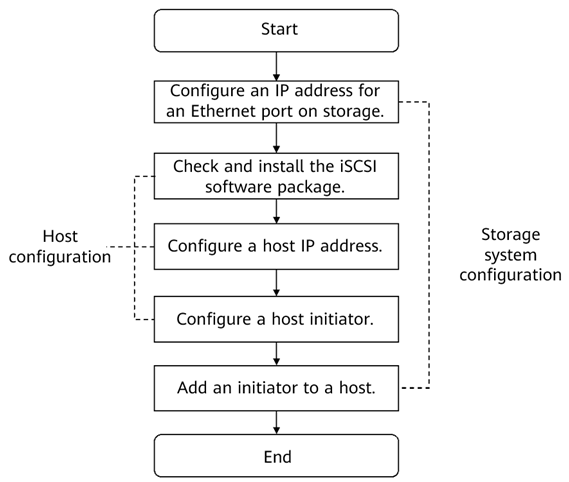 Start
Configure an IP address for
an Ethernet port on storage.
Check and install the iSCSI
software package.
Host
configuration
Configure a host IP address.
Storage
system
configuration
Configure a host initiator.
Add an initiator to a host.
End